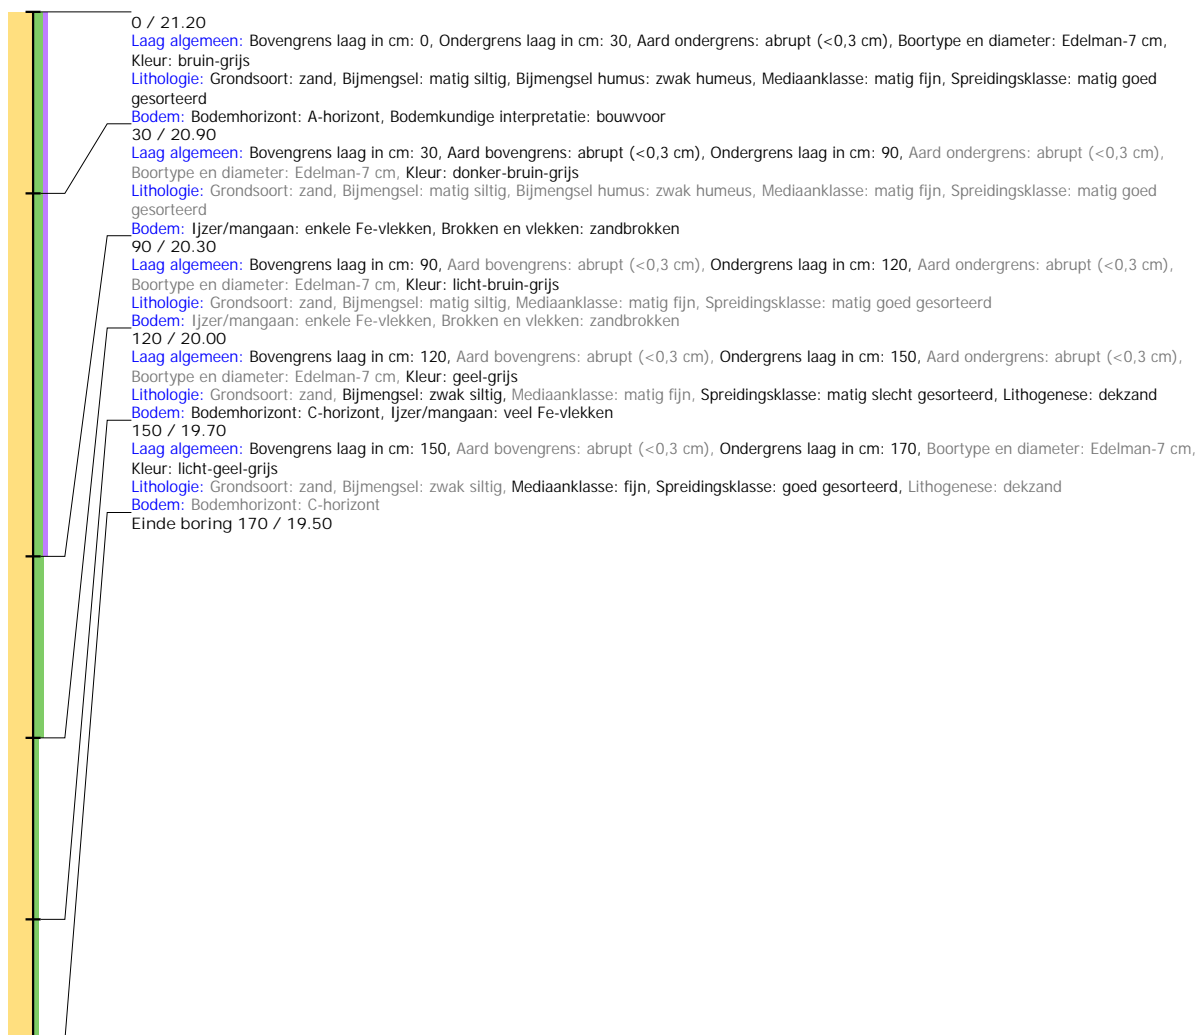 0 / 21.20
Laag algemeen: Bovengrens laag in cm: 0, Ondergrens laag in cm: 30, Aard ondergrens: abrupt (<0,3 cm), Boortype en diameter: Edelman-7 cm,
Kleur: bruin-grijs
Lithologie: Grondsoort: zand, Bijmengsel: matig siltig, Bijmengsel humus: zwak humeus, Mediaanklasse: matig fijn, Spreidingsklasse: matig goed
gesorteerd
Bodem: Bodemhorizont: A-horizont, Bodemkundige interpretatie: bouwvoor
30 / 20.90
Laag algemeen: Bovengrens laag in cm: 30, Aard bovengrens: abrupt (<0,3 cm), Ondergrens laag in cm: 90, Aard ondergrens: abrupt (<0,3 cm),
Boortype en diameter: Edelman-7 cm, Kleur: donker-bruin-grijs
Lithologie: Grondsoort: zand, Bijmengsel: matig siltig, Bijmengsel humus: zwak humeus, Mediaanklasse: matig fijn, Spreidingsklasse: matig goed
gesorteerd
Bodem: Ijzer/mangaan: enkele Fe-vlekken, Brokken en vlekken: zandbrokken
90 / 20.30
Laag algemeen: Bovengrens laag in cm: 90, Aard bovengrens: abrupt (<0,3 cm), Ondergrens laag in cm: 120, Aard ondergrens: abrupt (<0,3 cm),
Boortype en diameter: Edelman-7 cm, Kleur: licht-bruin-grijs
Lithologie: Grondsoort: zand, Bijmengsel: matig siltig, Mediaanklasse: matig fijn, Spreidingsklasse: matig goed gesorteerd
Bodem: Ijzer/mangaan: enkele Fe-vlekken, Brokken en vlekken: zandbrokken
120 / 20.00
Laag algemeen: Bovengrens laag in cm: 120, Aard bovengrens: abrupt (<0,3 cm), Ondergrens laag in cm: 150, Aard ondergrens: abrupt (<0,3 cm),
Boortype en diameter: Edelman-7 cm, Kleur: geel-grijs
Lithologie: Grondsoort: zand, Bijmengsel: zwak siltig, Mediaanklasse: matig fijn, Spreidingsklasse: matig slecht gesorteerd, Lithogenese: dekzand
Bodem: Bodemhorizont: C-horizont, Ijzer/mangaan: veel Fe-vlekken
150 / 19.70
Laag algemeen: Bovengrens laag in cm: 150, Aard bovengrens: abrupt (<0,3 cm), Ondergrens laag in cm: 170, Boortype en diameter: Edelman-7 cm,
Kleur: licht-geel-grijs
Lithologie: Grondsoort: zand, Bijmengsel: zwak siltig, Mediaanklasse: fijn, Spreidingsklasse: goed gesorteerd, Lithogenese: dekzand
Bodem: Bodemhorizont: C-horizont
Einde boring 170 / 19.50